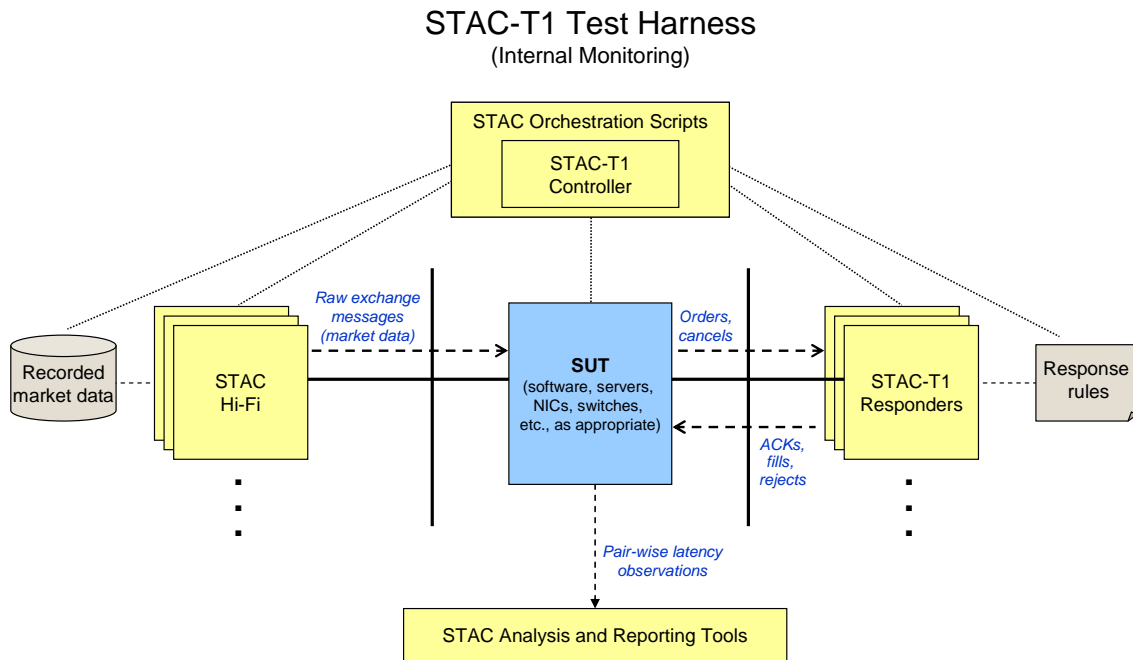 STAC-T1 Test Harness
(Internal Monitoring)
STAC Orchestration Scripts
STAC-T1
Controller
Raw exchange
messages
(market data)
Orders,
cancels
Recorded
market data
STAC
Hi-Fi
SUT
(software, servers,
NICs, switches,
etc., as appropriate)
STAC-T1
Responders
Response
rules
ACKs,
fills,
rejects
Pair-wise latency
observations
STAC Analysis and Reporting Tools